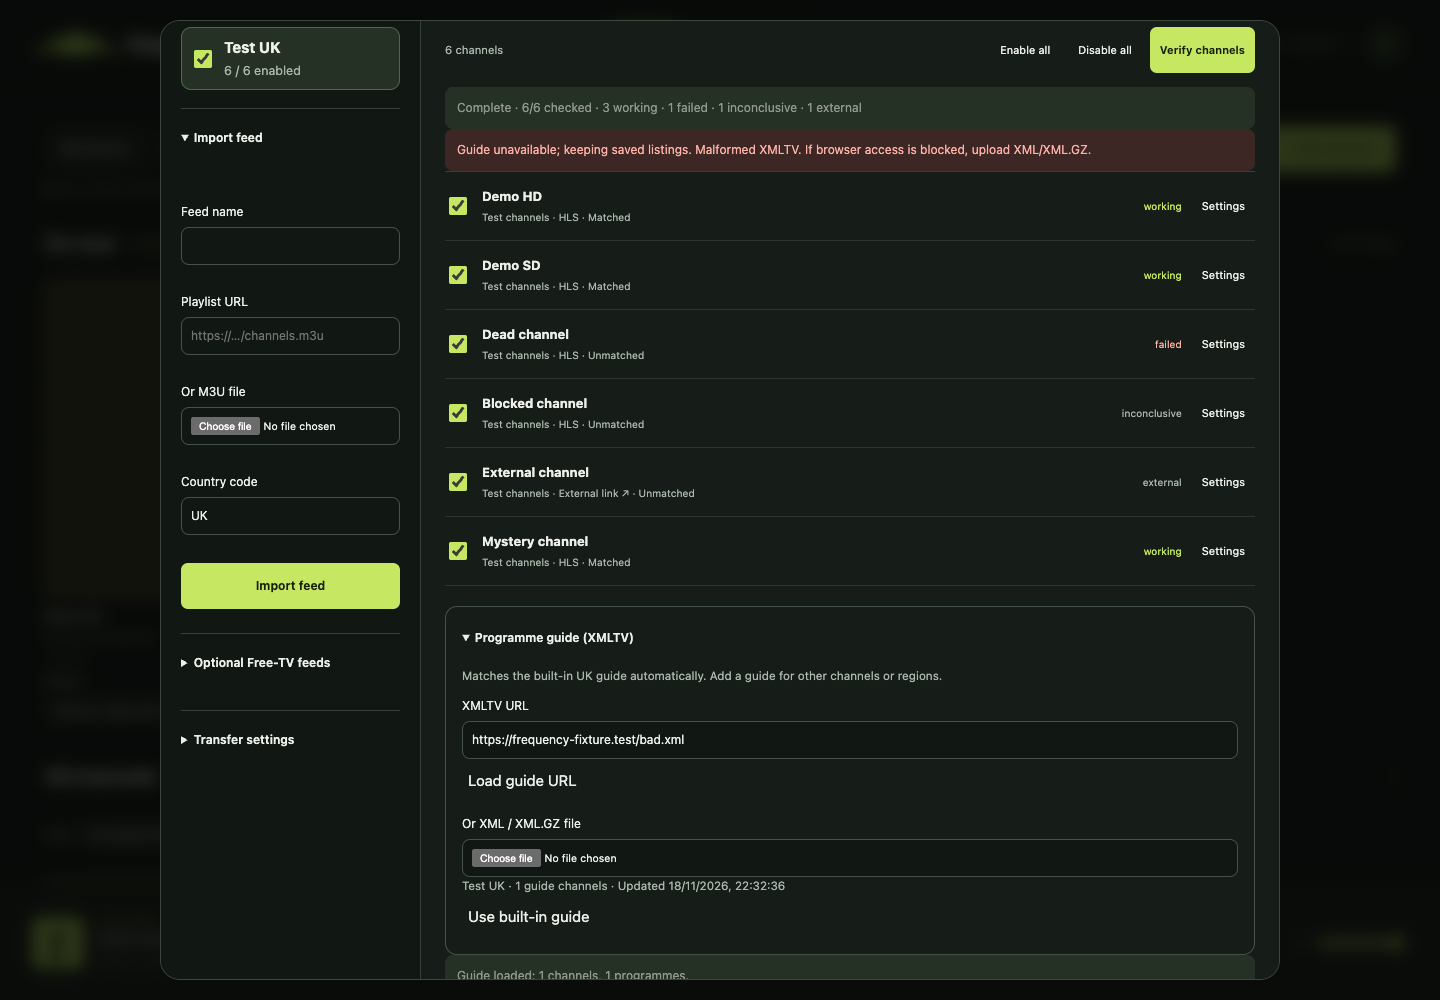 Test UK
6 / 6 enabled
Import feed
Feed name
Playlist URL
https://.../channels.m3u
Or M3U file
Choose file No file chosen
Country code
UK
Import feed
Optional Free-TV feeds
Transfer settings
6 channels
Enable all
Disable all
Verify channels
Complete · 6/6 checked · 3 working · 1 failed · 1 inconclusive · 1 external
Guide unavailable; keeping saved listings. Malformed XMLTV. If browser access is blocked, upload XML/XML.GZ.
Demo HD
Test channels · HLS · Matched
working
Settings
Demo SD
Test channels · HLS · Matched
working
Settings
Dead channel
Test channels · HLS · Unmatched
failed
Settings
Blocked channel
Test channels · HLS · Unmatched
inconclusive
Settings
External channel
Test channels · External link ↗ · Unmatched
external
Settings
Mystery channel
Test channels · HLS · Matched
working
Settings
Programme guide (XMLTV)
Matches the built-in UK guide automatically. Add a guide for other channels or regions.
XMLTV URL
https://frequency-fixture.test/bad.xml
Load guide URL
Or XML / XML.GZ file
Choose file No file chosen
Test UK · 1 guide channels · Updated 18/11/2026, 22:32:36
Use built-in guide
Guide loaded: 1 channels, 1 programmes.